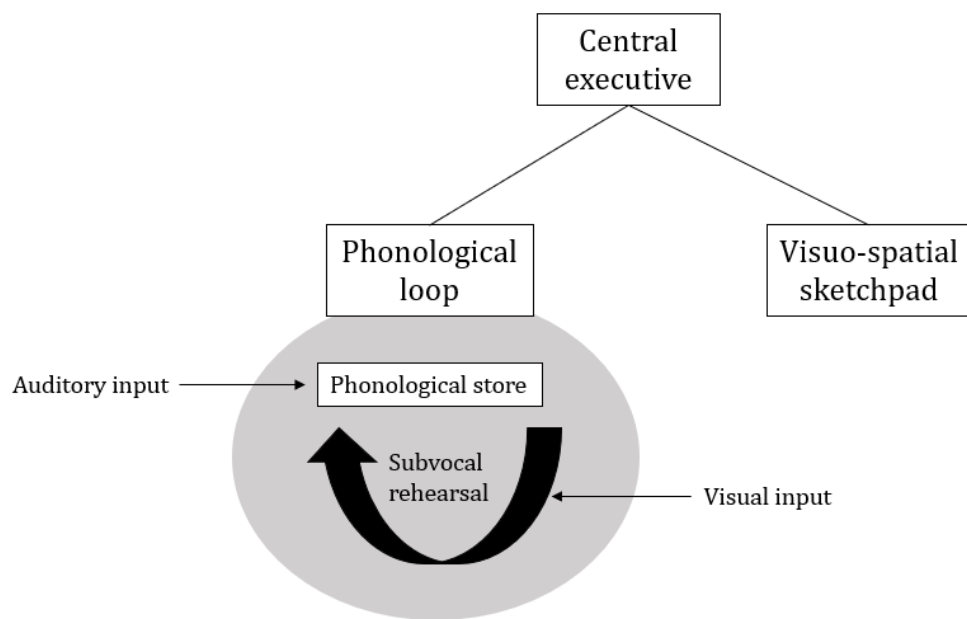 Central
executive
Phonological
loop
Visuo-spatial
sketchpad
Auditory input
Phonological store
Subvocal
rehearsal
Visual input